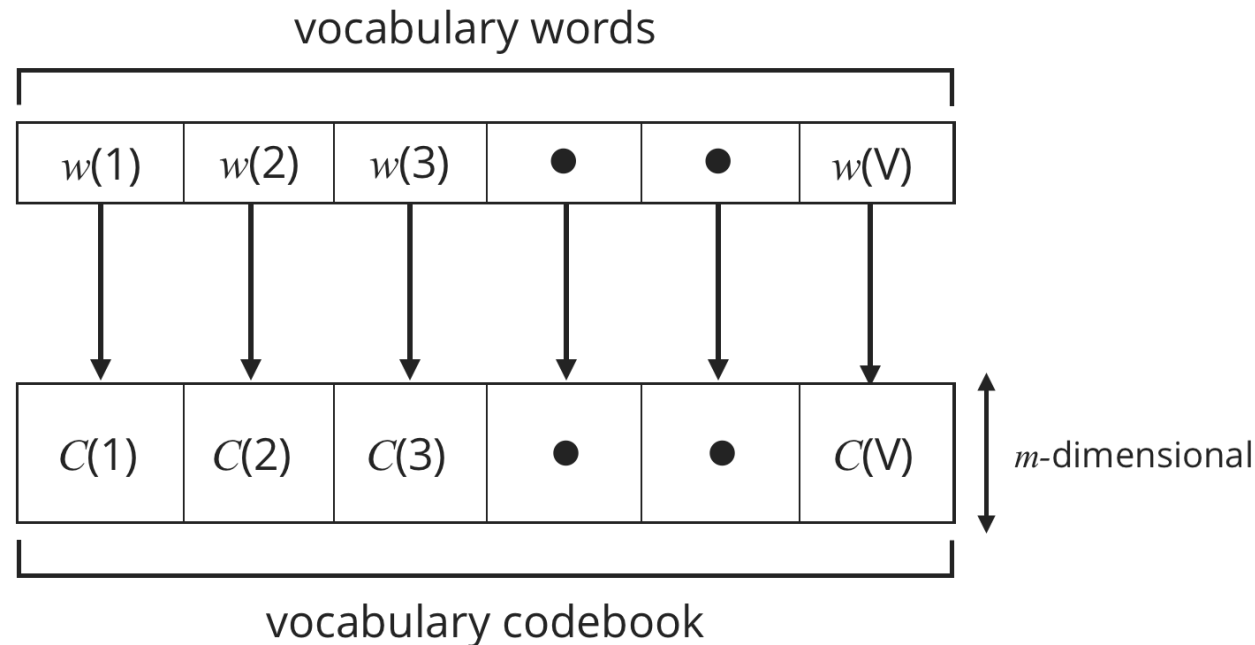 vocabulary words
w(1) w(2) w(3) ● ● w(V)
C(1) C(2) C(3) ● ● C(V)
m-dimensional
vocabulary codebook